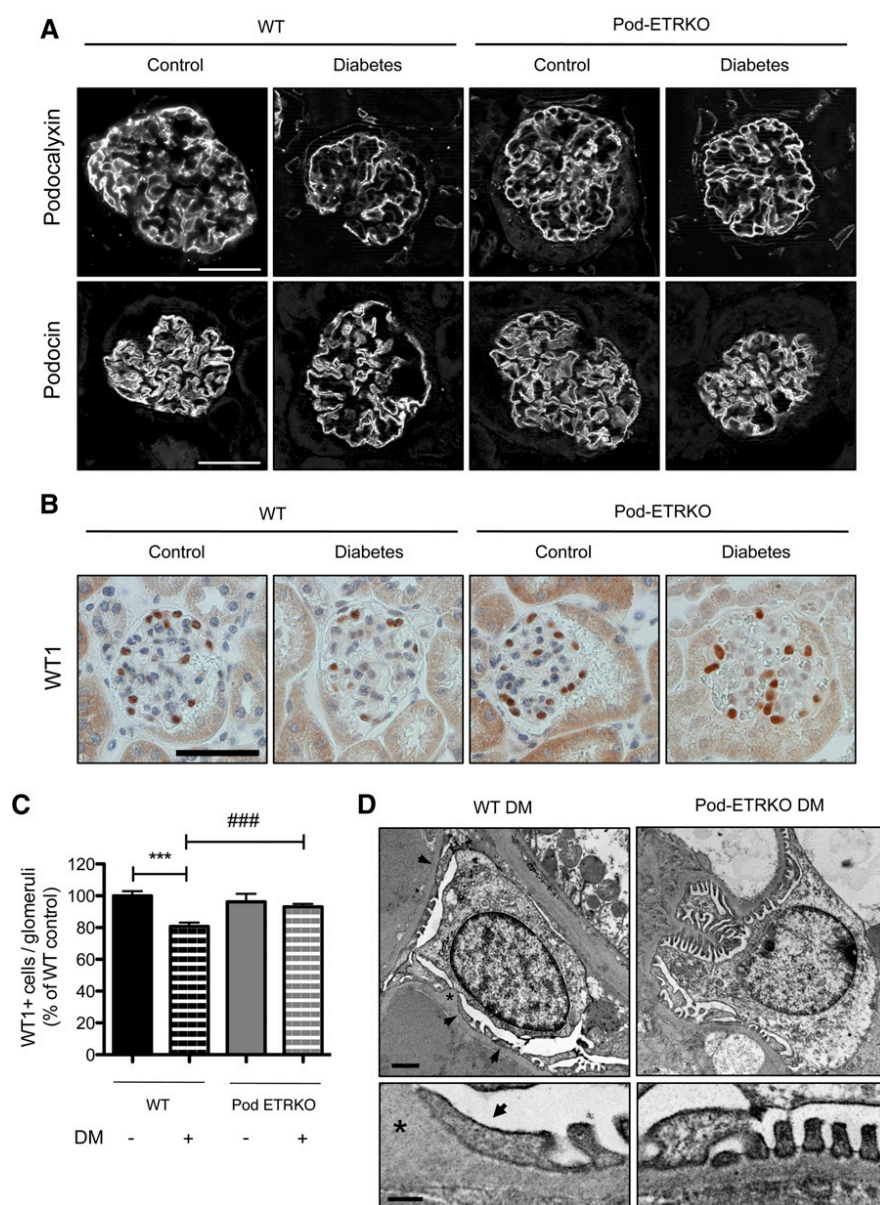 A
WT Pod-ETRKO
Control Diabetes Control Diabetes
Podocalyxin
Podocin
B
WT Pod-ETRKO
Control Diabetes Control Diabetes
WT1
C
WT1+ cells / glomeruli
(% of WT control)
120
100
80
60
40
20
0
***
###
WT Pod ETRKO
DM - + - +
D
WT DM Pod-ETRKO DM
*
*